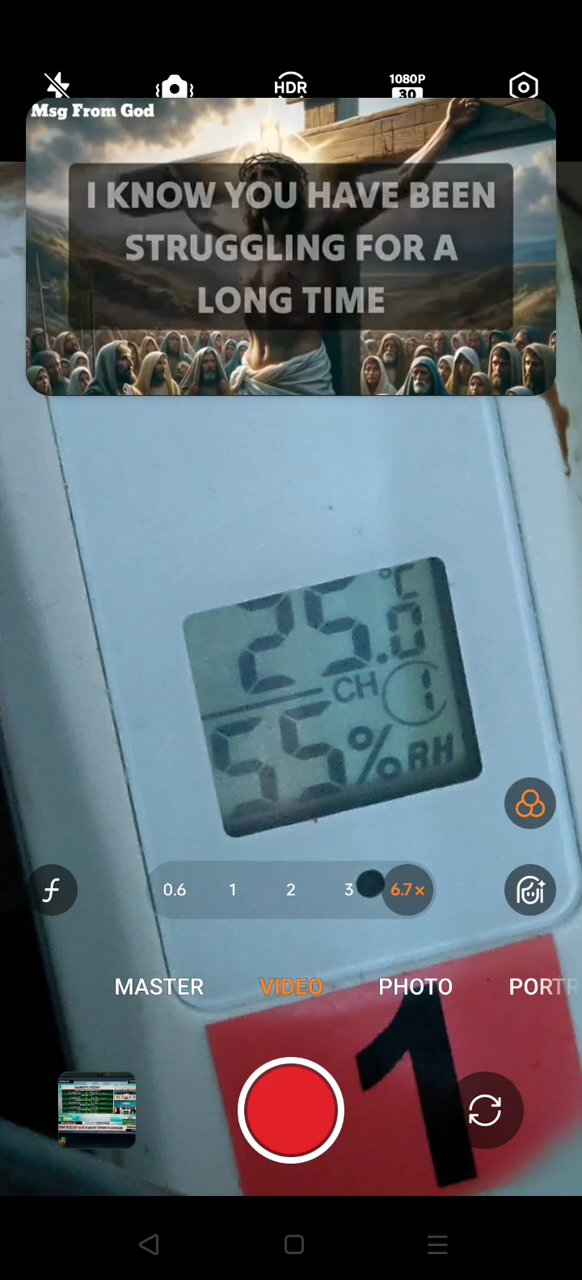 HDR
1080P
30
Msg From God
I KNOW YOU HAVE BEEN
STRUGGLING FOR A
LONG TIME
25.0 °C
CH 1
55 %RH
0.6 1 2 3 6.7×
MASTER VIDEO PHOTO PORTR
1